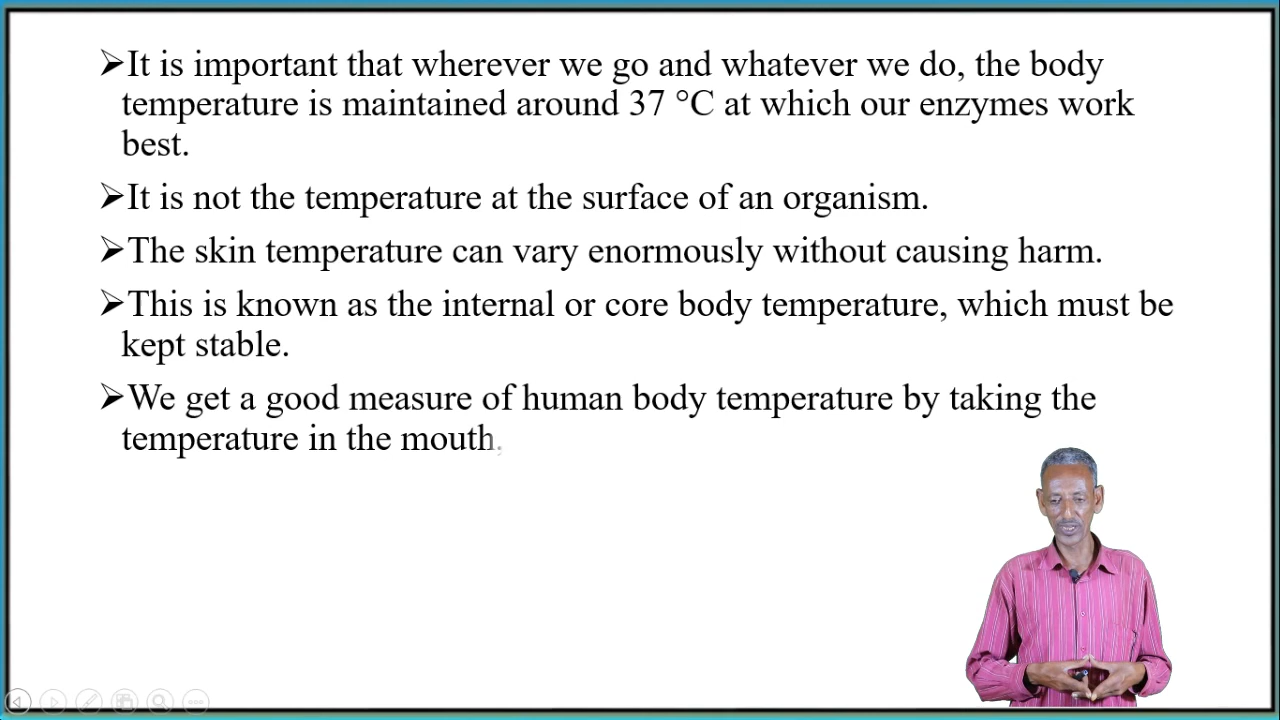 ➢It is important that wherever we go and whatever we do, the body
temperature is maintained around 37 °C at which our enzymes work
best.
➢It is not the temperature at the surface of an organism.
➢The skin temperature can vary enormously without causing harm.
➢This is known as the internal or core body temperature, which must be
kept stable.
➢We get a good measure of human body temperature by taking the
temperature in the mouth.